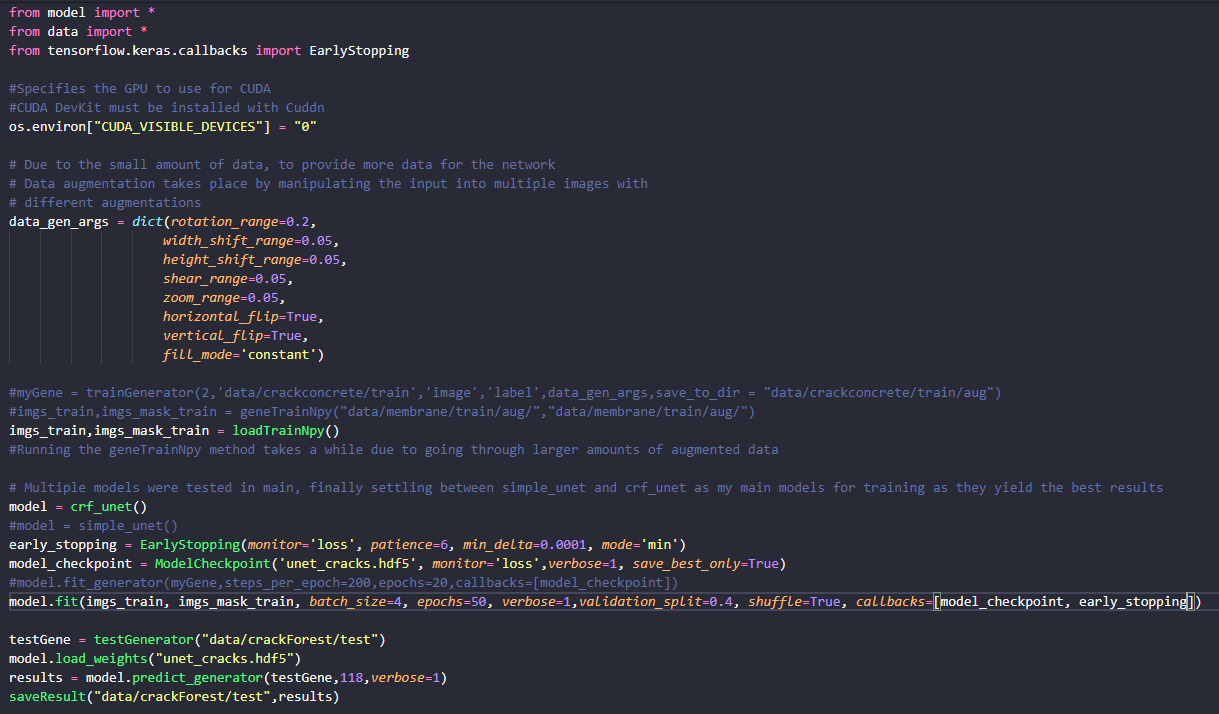 from model import *
from data import *
from tensorflow.keras.callbacks import EarlyStopping
#Specifies the GPU to use for CUDA
#CUDA DevKit must be installed with Cuddn
os.environ["CUDA_VISIBLE_DEVICES"] = "0"
# Due to the small amount of data, to provide more data for the network
# Data augmentation takes place by manipulating the input into multiple images with
# different augmentations
data_gen_args = dict(rotation_range=0.2,
width_shift_range=0.05,
height_shift_range=0.05,
shear_range=0.05,
zoom_range=0.05,
horizontal_flip=True,
vertical_flip=True,
fill_mode='constant')
#myGene = trainGenerator(2,'data/crackconcrete/train','image','label',data_gen_args,save_to_dir = "data/crackconcrete/train/aug")
#imgs_train,imgs_mask_train = geneTrainNpy("data/membrane/train/aug/","data/membrane/train/aug/")
imgs_train,imgs_mask_train = loadTrainNpy()
#Running the geneTrainNpy method takes a while due to going through larger amounts of augmented data
# Multiple models were tested in main, finally settling between simple_unet and crf_unet as my main models for training as they yield the best results
model = crf_unet()
#model = simple_unet()
early_stopping = EarlyStopping(monitor='loss', patience=6, min_delta=0.0001, mode='min')
model_checkpoint = ModelCheckpoint('unet_cracks.hdf5', monitor='loss',verbose=1, save_best_only=True)
#model.fit_generator(myGene,steps_per_epoch=200,epochs=20,callbacks=[model_checkpoint])
model.fit(imgs_train, imgs_mask_train, batch_size=4, epochs=50, verbose=1,validation_split=0.4, shuffle=True, callbacks=[model_checkpoint, early_stopping])
testGene = testGenerator("data/crackForest/test")
model.load_weights("unet_cracks.hdf5")
results = model.predict_generator(testGene,118,verbose=1)
saveResult("data/crackForest/test",results)